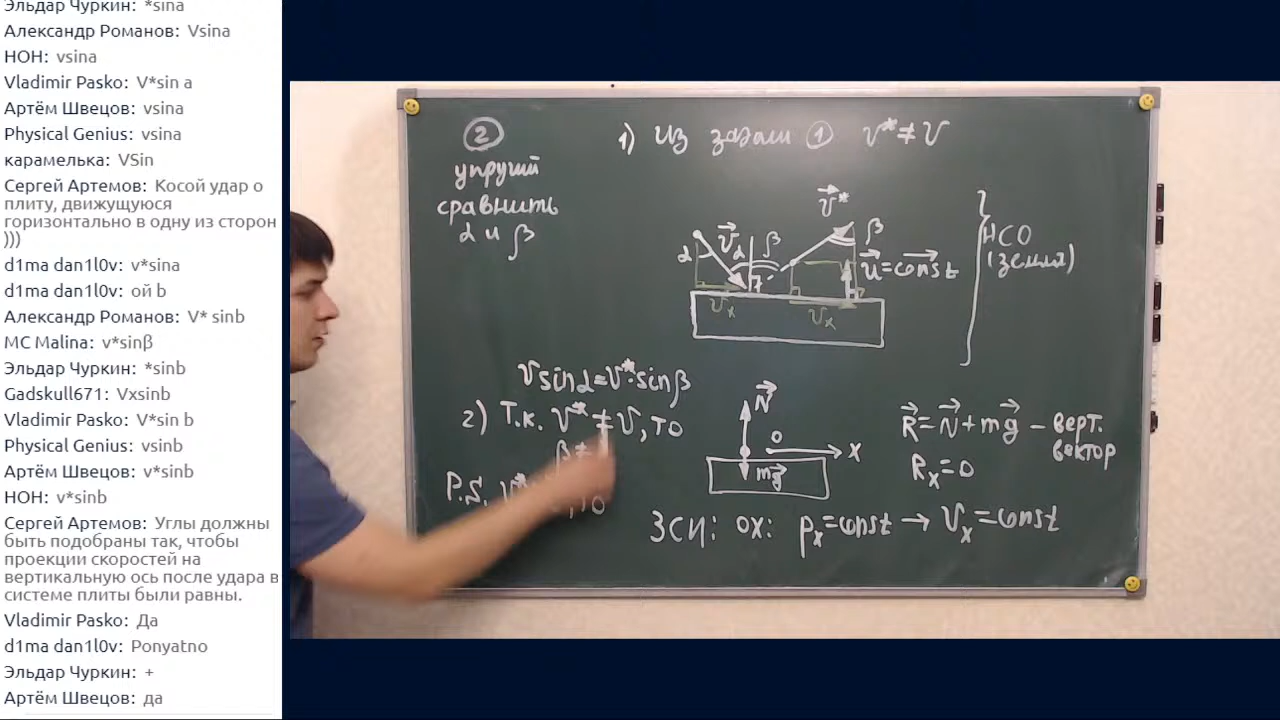 Эльдар Чуркин: *sina
Александр Романов: Vsina
НОН: vsina
Vladimir Pasko: V*sin a
Артём Швецов: vsina
Physical Genius: vsina
карамелька: VSin
Сергей Артемов: Косой удар о
плиту, движущуюся
горизонтально в одну из сторон
)))
d1ma dan1l0v: v*sina
d1ma dan1l0v: ой b
Александр Романов: V* sinb
MC Malina: v*sinβ
Эльдар Чуркин: *sinb
Gadskull671: Vxsinb
Vladimir Pasko: V*sin b
Physical Genius: vsinb
Артём Швецов: v*sinb
НОН: v*sinb
Сергей Артемов: Углы должны
быть подобраны так, чтобы
проекции скоростей на
вертикальную ось после удара в
системе плиты были равны.
Vladimir Pasko: Да
d1ma dan1l0v: Ponyatno
Эльдар Чуркин: +
Артём Швецов: да
2
упругий
сравнить
α и β
1) Из задачи 1 v* ≠ v
v*
α v α β β
u = const
vx vx
НСО
(земля)
v sinα = v*·sinβ
2) Т.к. v* ≠ v, то
β ≠
P.S. v* , то
N
0 x
mg
R = N + mg – верт.
вектор
Rx = 0
ЗСИ: ox: px = const → vx = const